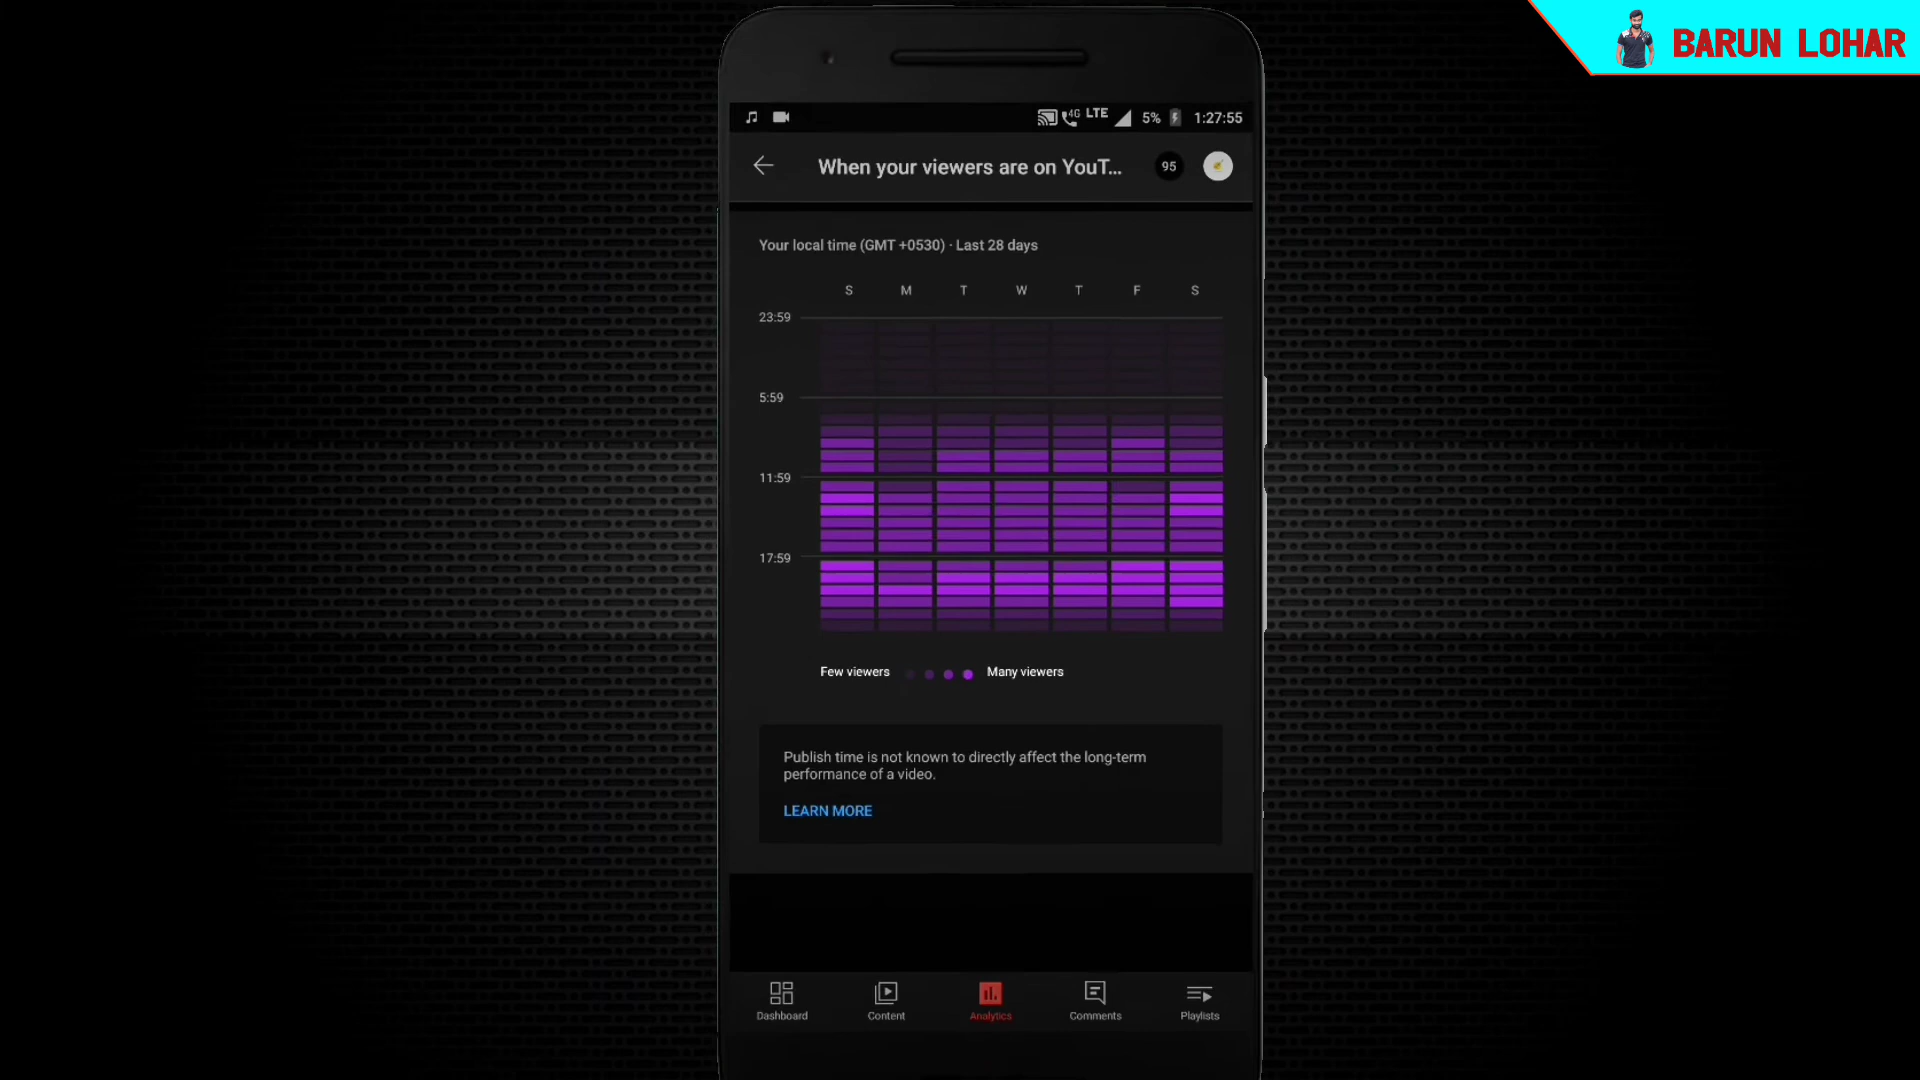 BARUN LOHAR
4G LTE 5% 1:27:55
When your viewers are on YouT... 95
Your local time (GMT +0530) · Last 28 days
S M T W T F S
23:59
5:59
11:59
17:59
Few viewers Many viewers
Publish time is not known to directly affect the long-term
performance of a video.
LEARN MORE
Dashboard Content Analytics Comments Playlists